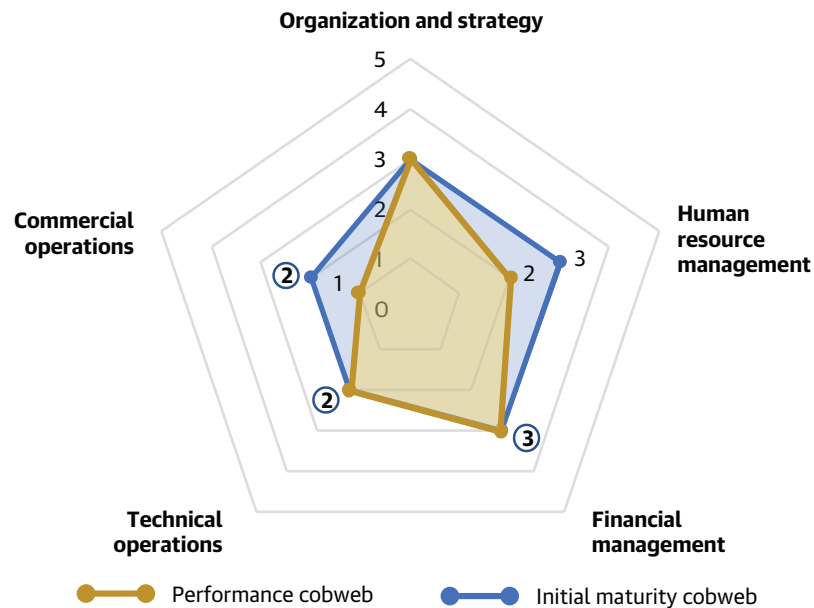 Organization and strategy
5
4
3
2
1
0
Human
resource
management
3
2
Commercial
operations
2
1
2
3
Technical
operations
Financial
management
Performance cobweb
Initial maturity cobweb